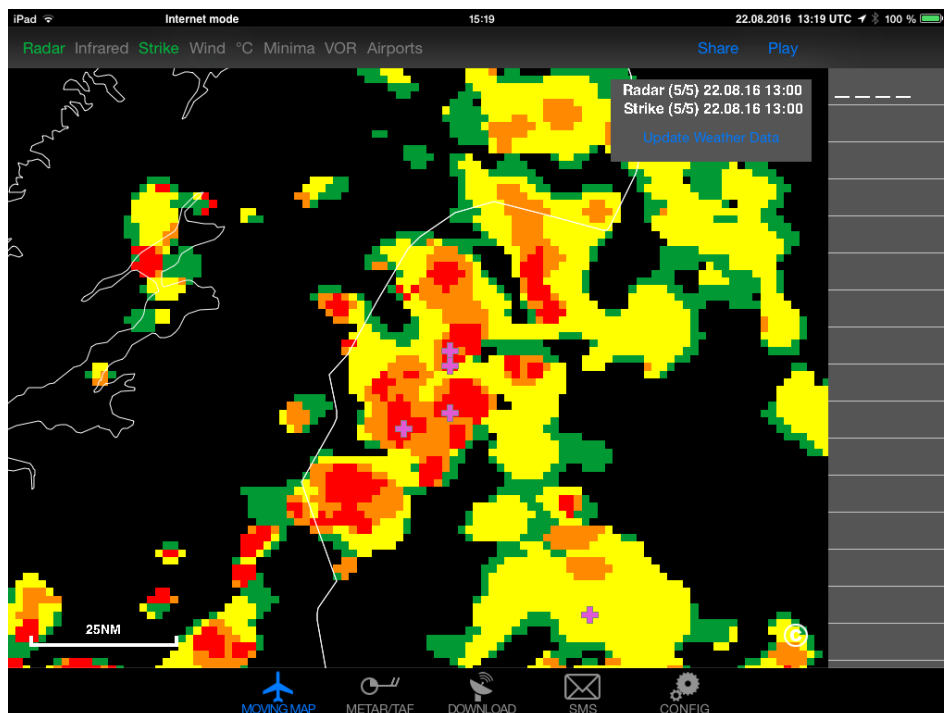 iPad Internet mode 15:19 22.08.2016 13:19 UTC 100 %
Radar Infrared Strike Wind °C Minima VOR Airports Share Play
Radar (5/5) 22.08.16 13:00
Strike (5/5) 22.08.16 13:00
Update Weather Data
25NM
©
MOVING MAP METAR/TAF DOWNLOAD SMS CONFIG